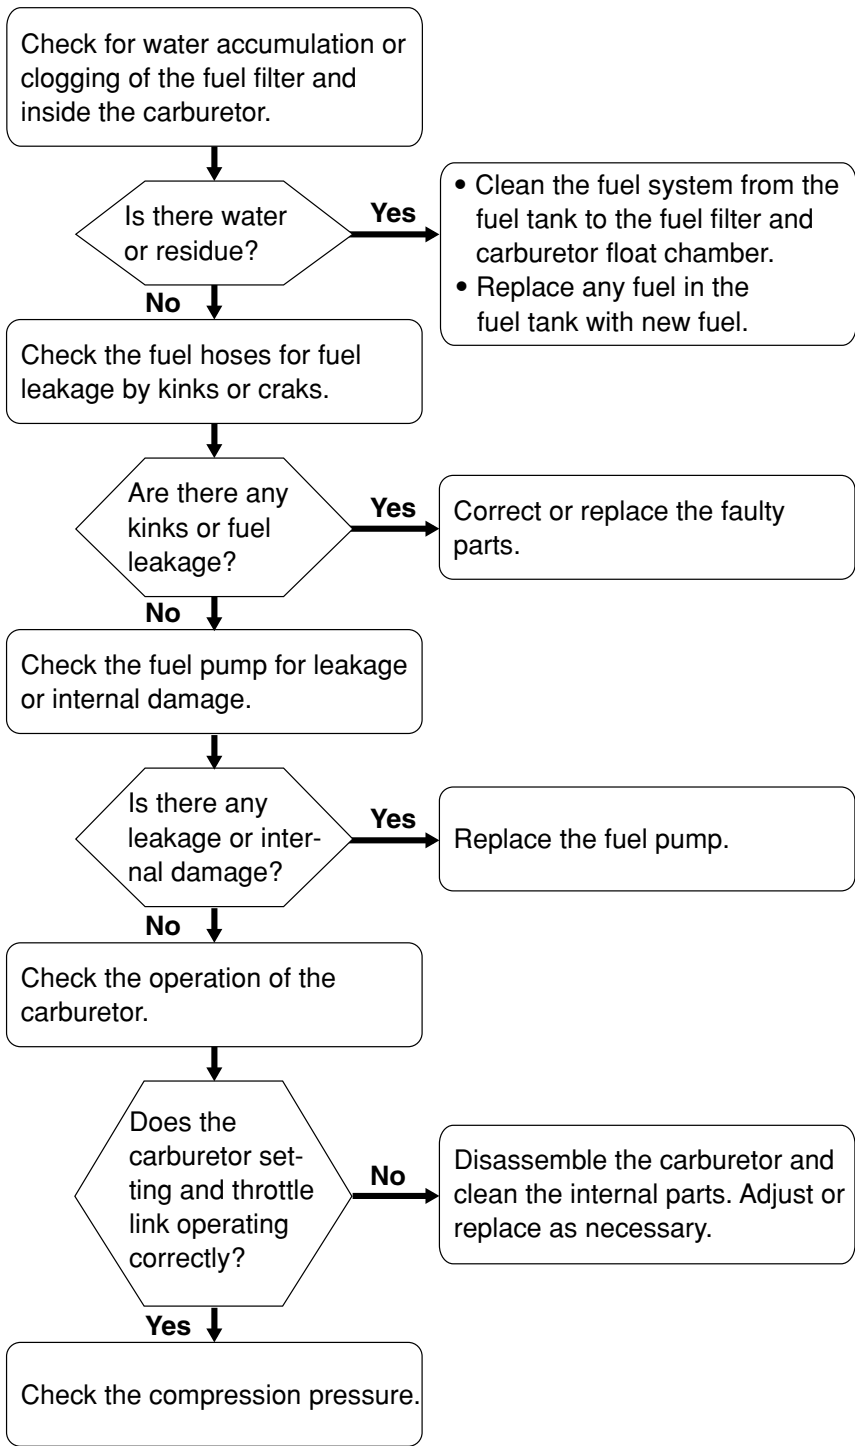 Check for water accumulation or
clogging of the fuel filter and
inside the carburetor.
Is there water
or residue?
Yes
• Clean the fuel system from the
fuel tank to the fuel filter and
carburetor float chamber.
• Replace any fuel in the
fuel tank with new fuel.
No
Check the fuel hoses for fuel
leakage by kinks or craks.
Are there any
kinks or fuel
leakage?
Yes
Correct or replace the faulty
parts.
No
Check the fuel pump for leakage
or internal damage.
Is there any
leakage or inter-
nal damage?
Yes
Replace the fuel pump.
No
Check the operation of the
carburetor.
Does the
carburetor set-
ting and throttle
link operating
correctly?
No
Disassemble the carburetor and
clean the internal parts. Adjust or
replace as necessary.
Yes
Check the compression pressure.